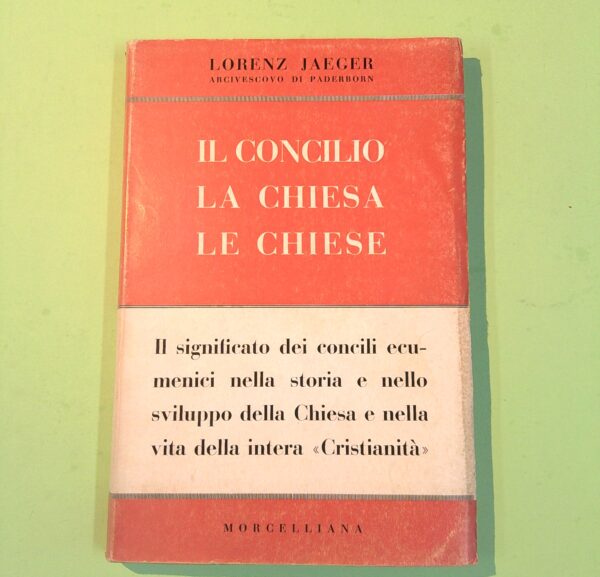 LORENZ JAEGER
ARCIVESCOVO DI PADERBORN
IL CONCILIO
LA CHIESA
LE CHIESE
Il significato dei concili ecu-
menici nella storia e nello
sviluppo della Chiesa e nella
vita della intera «Cristianità»
MORCELLIANA